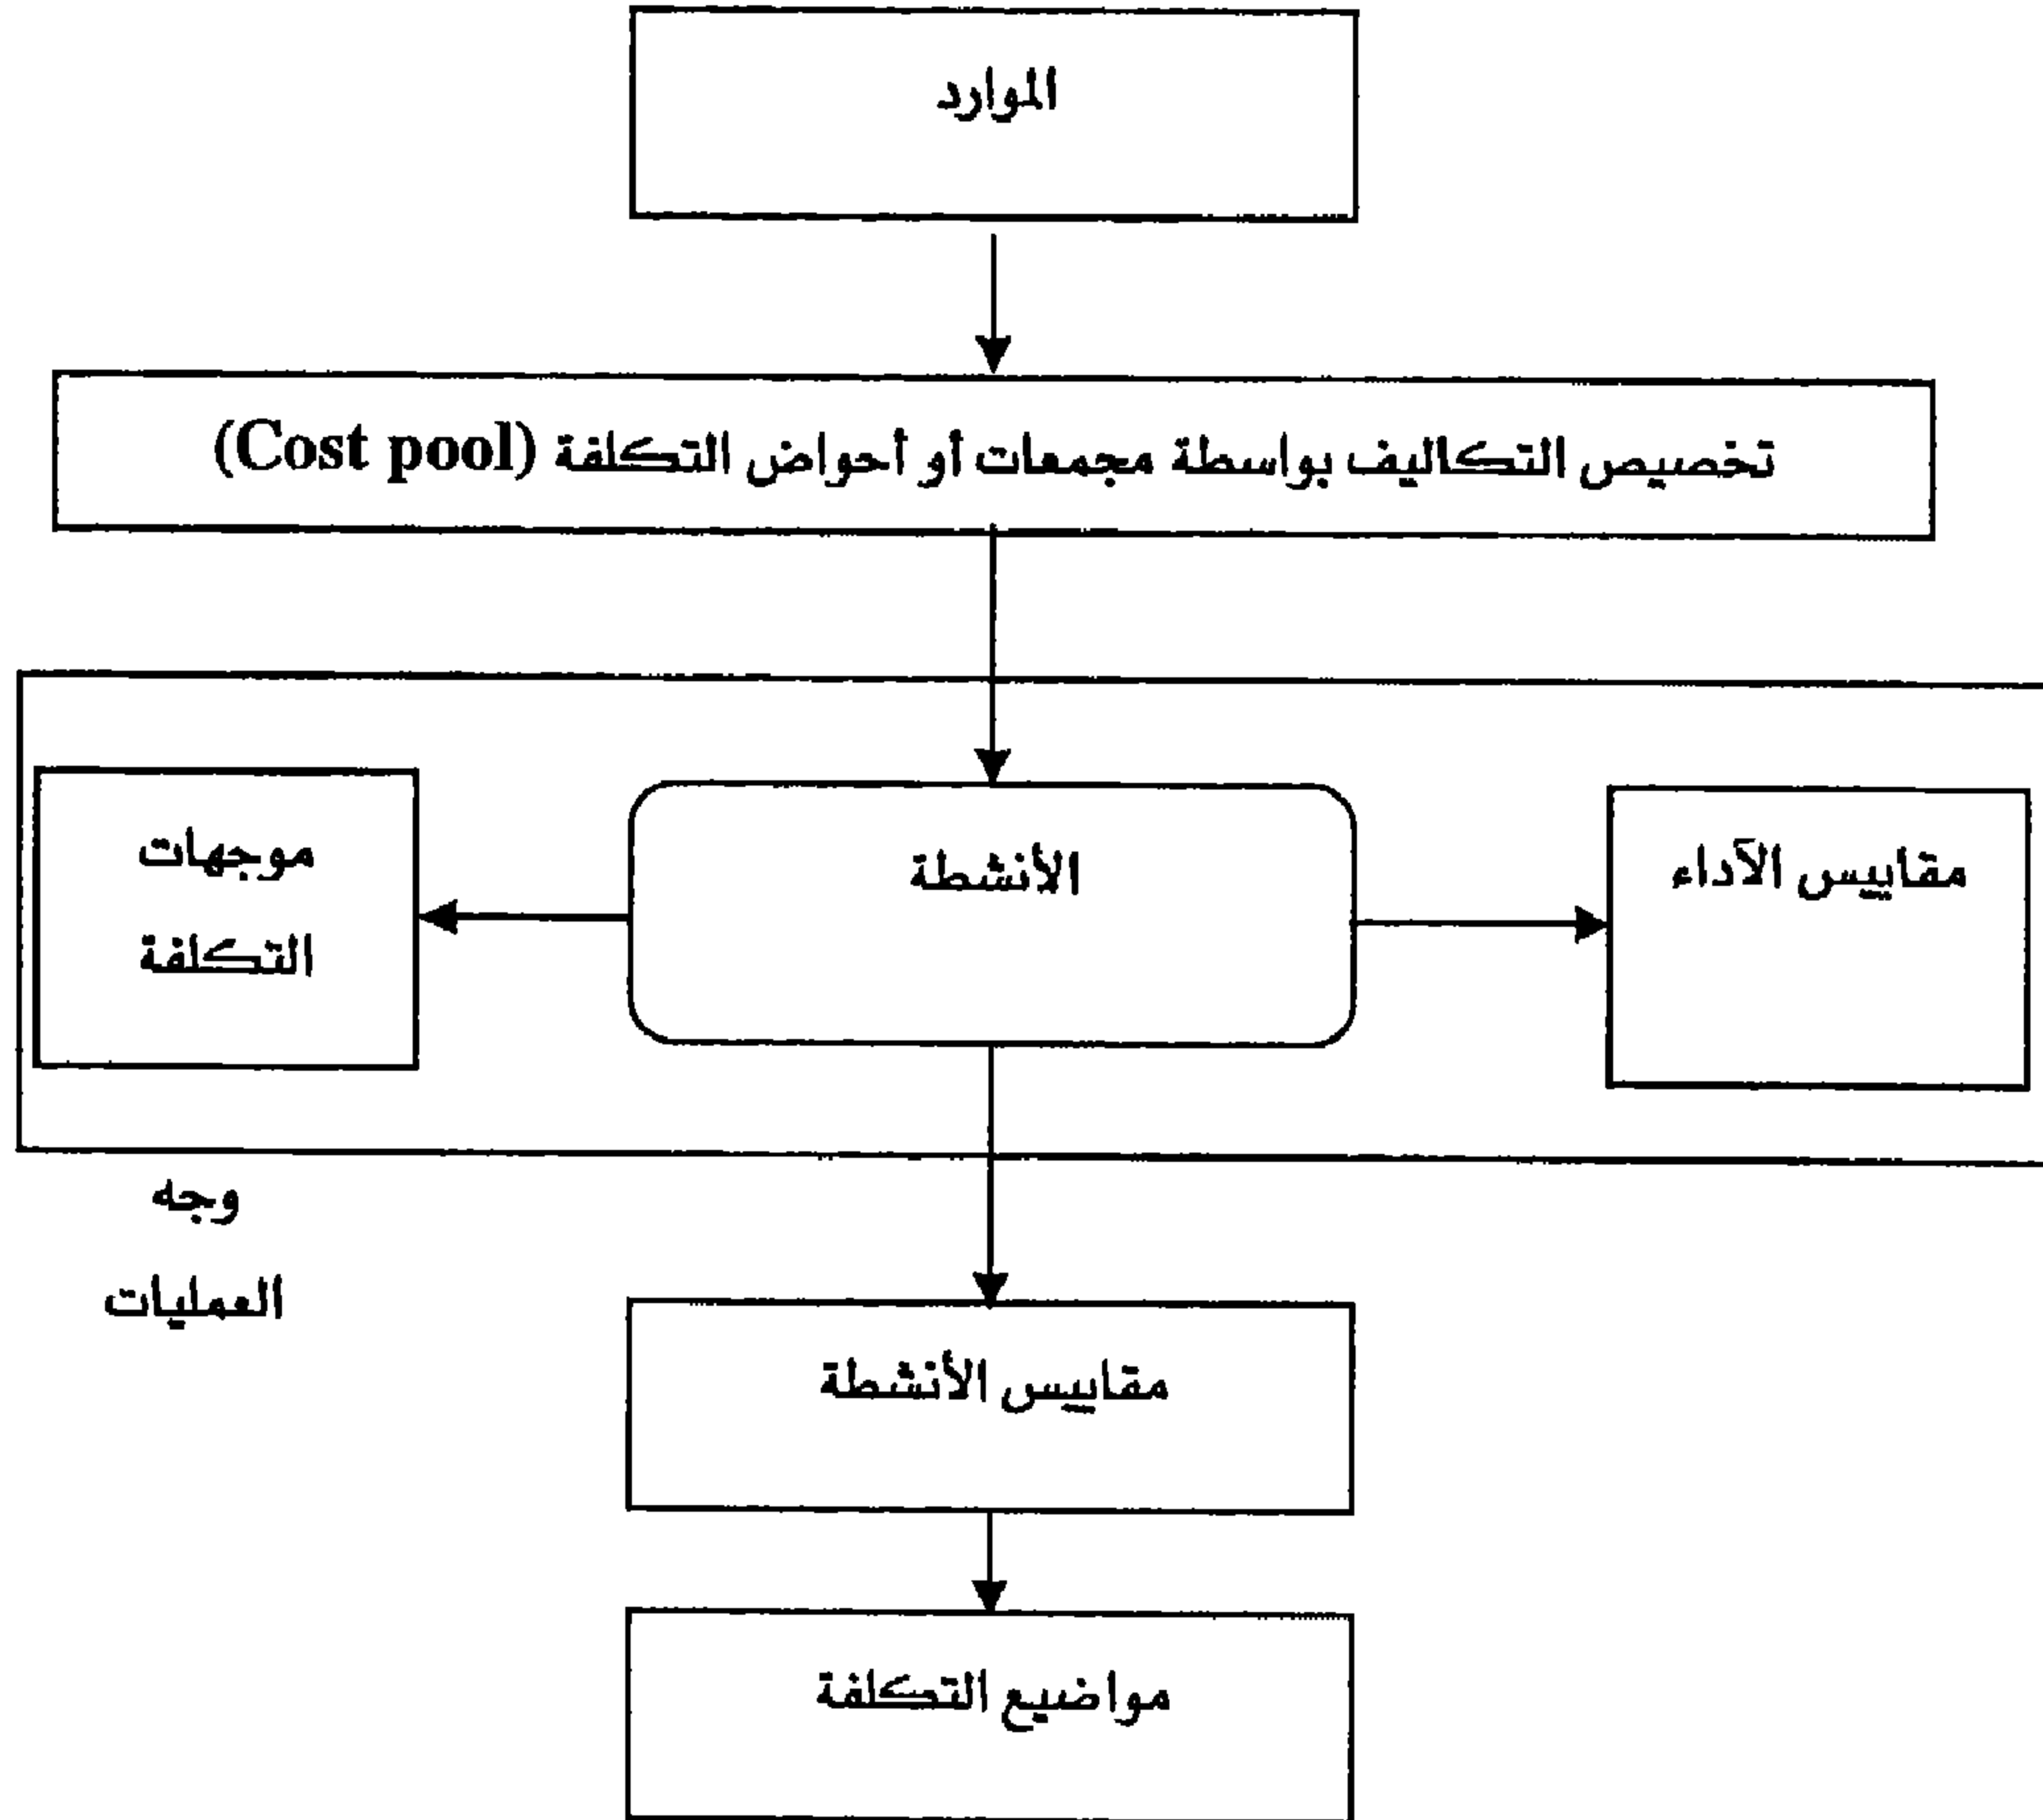 الموارد
تخصيص التكاليف بواسطة مجمعات أو أحواض التكلفة (Cost pool)
مقاييس الآداء
الأنشطة
موجهات
التكلفة
وجه
العمليات
مقاييس الأنشطة
مواضيع التكلفة